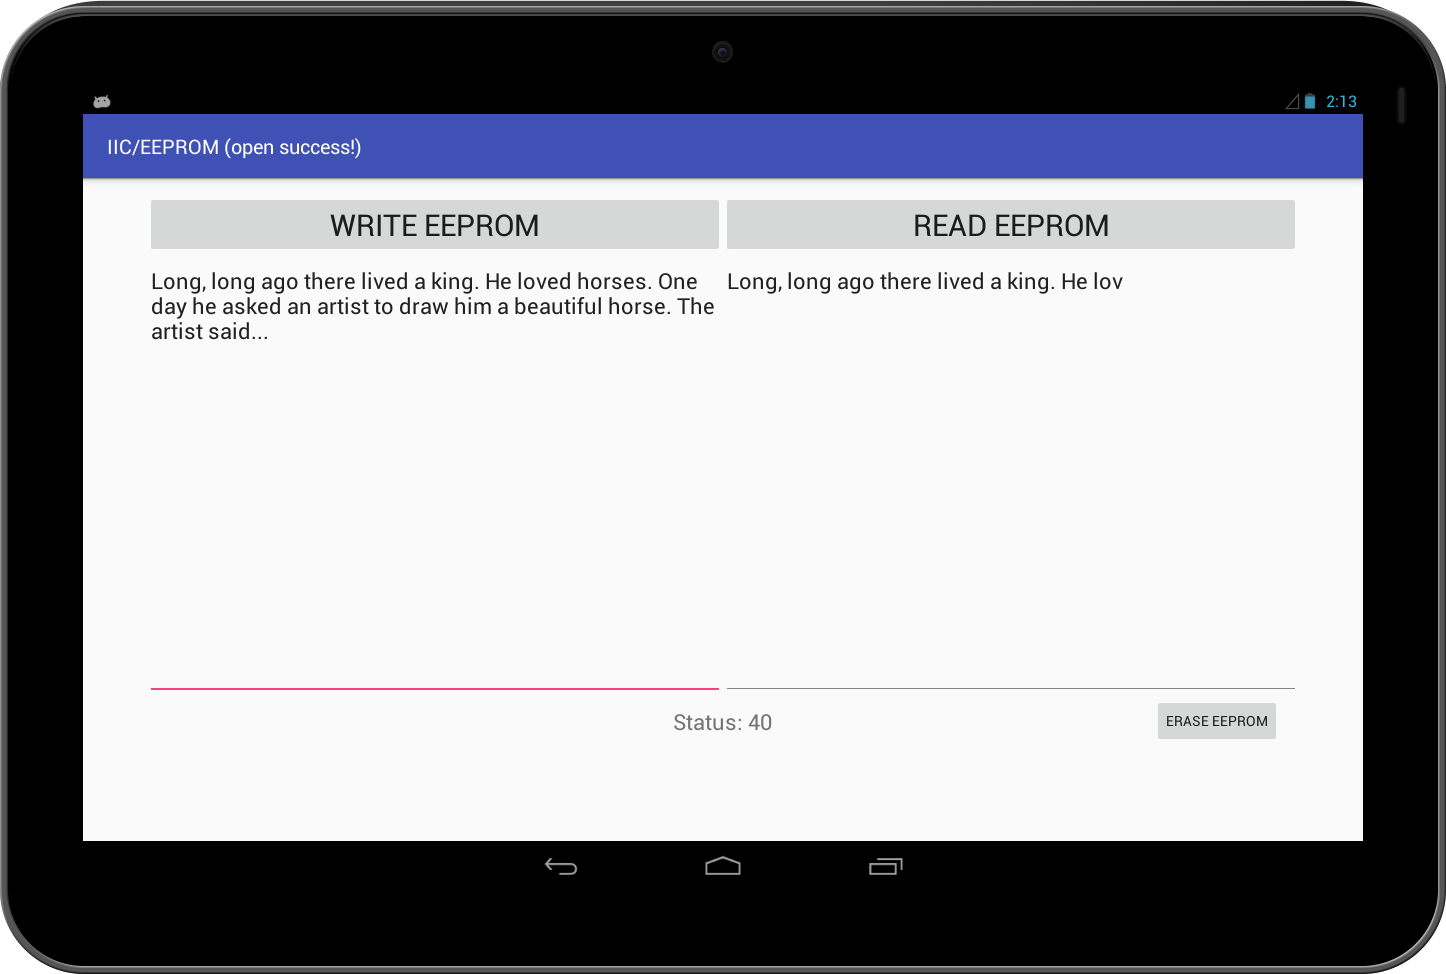 2:13
IIC/EEPROM (open success!)
WRITE EEPROM
READ EEPROM
Long, long ago there lived a king. He loved horses. One
day he asked an artist to draw him a beautiful horse. The
artist said...
Long, long ago there lived a king. He lov
Status: 40
ERASE EEPROM